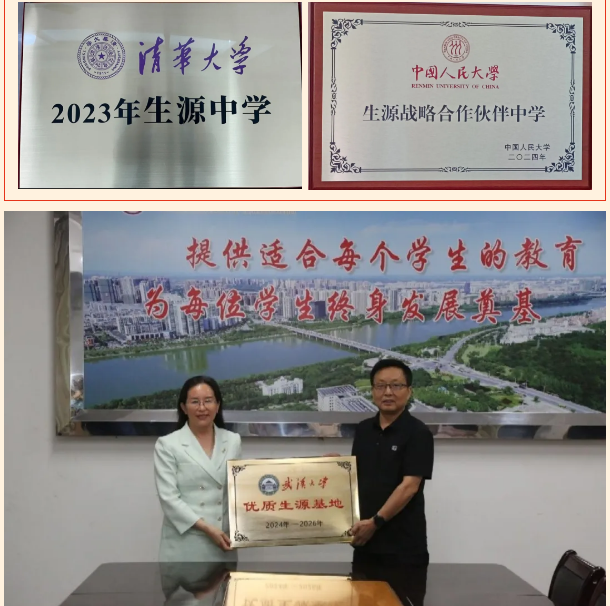 清華大学
2023年生源中学
中国人民大學
RENMIN UNIVERSITY OF CHINA
生源战略合作伙伴中学
中国人民大学
二〇二四年
提供适合每个学生的教育
为每位学生终身发展奠基
武漢大学
优质生源基地
2024年—2026年